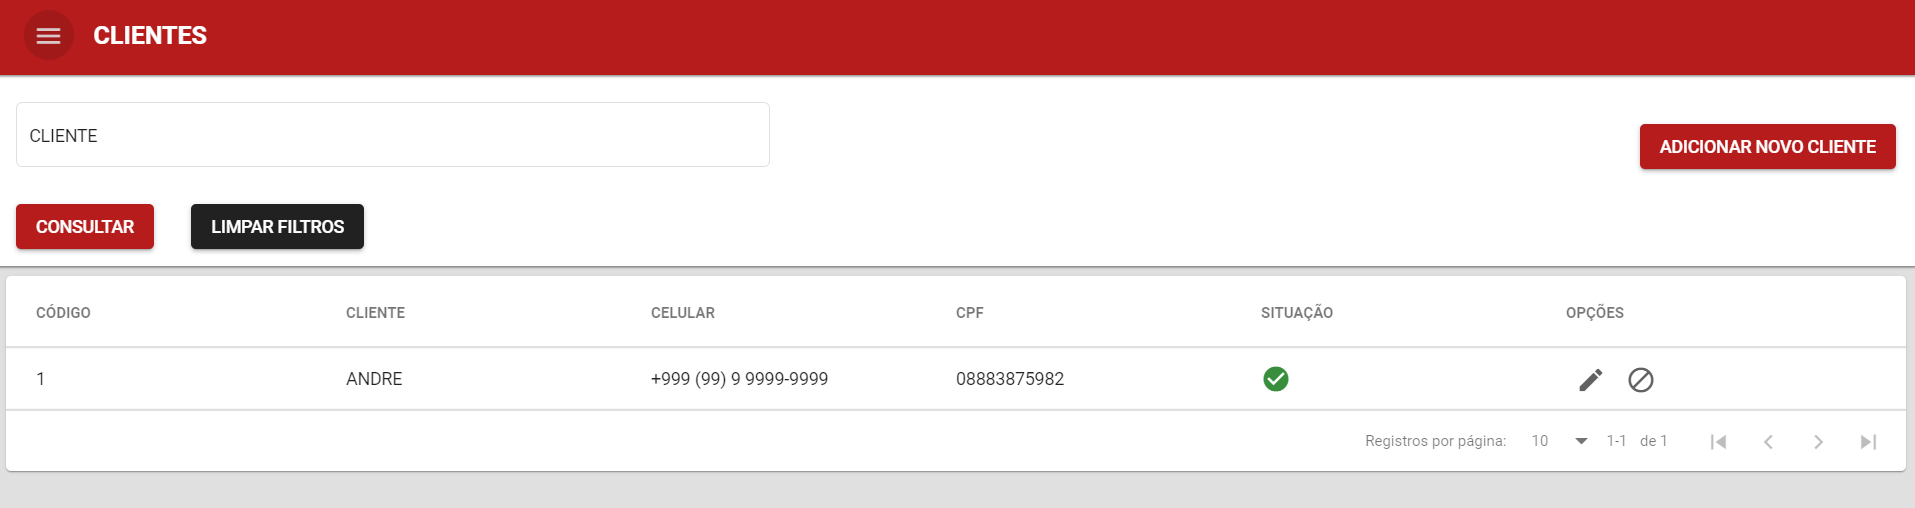 CLIENTES
CLIENTE
ADICIONAR NOVO CLIENTE
CONSULTAR LIMPAR FILTROS
CÓDIGO CLIENTE CELULAR CPF SITUAÇÃO OPÇÕES
1 ANDRE +999 (99) 9 9999-9999 08883875982
Registros por página: 10 1-1 de 1